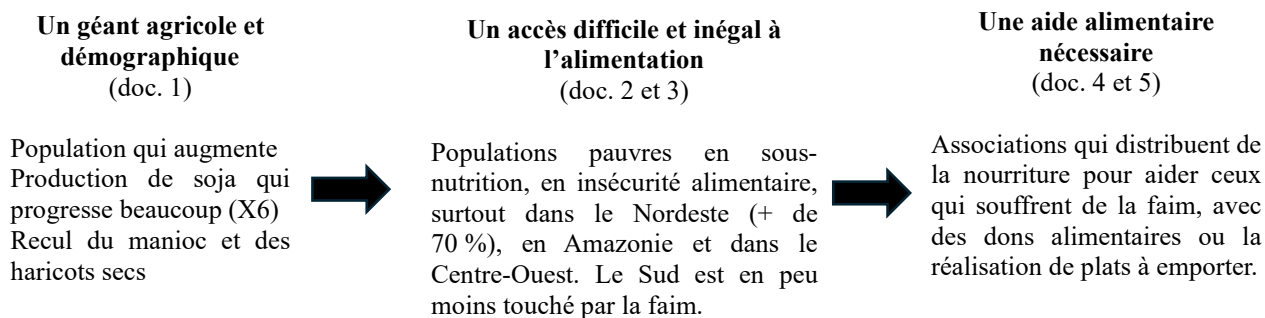 Un géant agricole et
démographique
(doc. 1)
Population qui augmente
Production de soja qui
progresse beaucoup (X6)
Recul du manioc et des
haricots secs
Un accès difficile et inégal à
l’alimentation
(doc. 2 et 3)
Populations pauvres en sous-
nutrition, en insécurité alimentaire,
surtout dans le Nordeste (+ de
70 %), en Amazonie et dans le
Centre-Ouest. Le Sud est en peu
moins touché par la faim.
Une aide alimentaire
nécessaire
(doc. 4 et 5)
Associations qui distribuent de
la nourriture pour aider ceux
qui souffrent de la faim, avec
des dons alimentaires ou la
réalisation de plats à emporter.